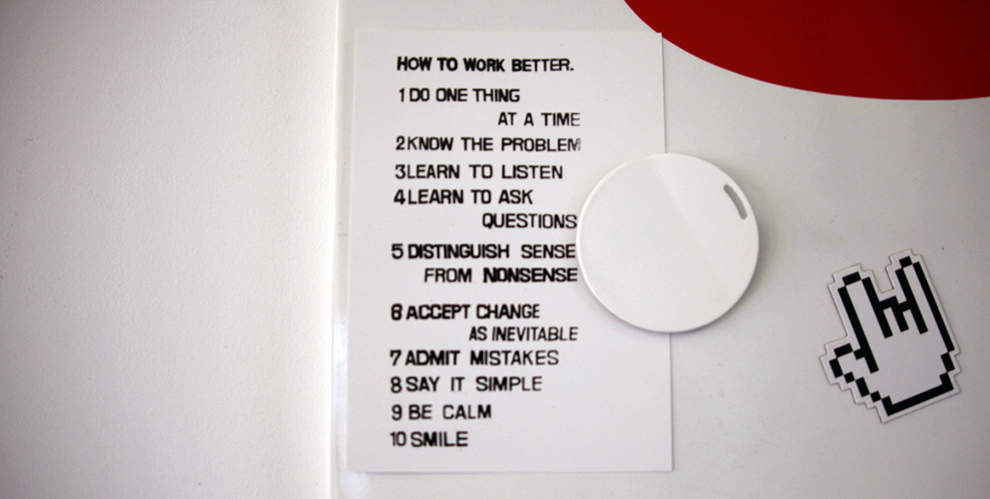 HOW TO WORK BETTER.
1 DO ONE THING
AT A TIME
2 KNOW THE PROBLEM
3 LEARN TO LISTEN
4 LEARN TO ASK
QUESTIONS
5 DISTINGUISH SENSE
FROM NONSENSE
6 ACCEPT CHANGE
AS INEVITABLE
7 ADMIT MISTAKES
8 SAY IT SIMPLE
9 BE CALM
10 SMILE